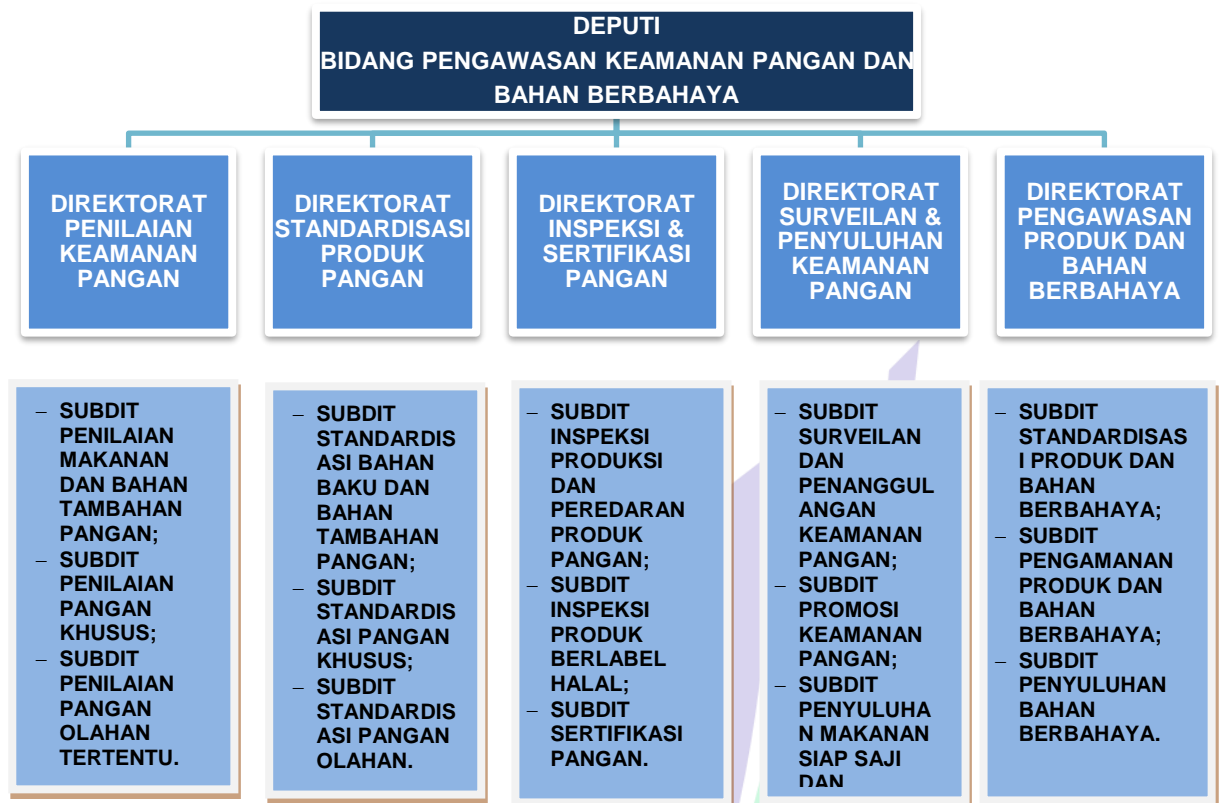 DEPUTI
BIDANG PENGAWASAN KEAMANAN PANGAN DAN
BAHAN BERBAHAYA
DIREKTORAT
PENILAIAN
KEAMANAN
PANGAN
DIREKTORAT
STANDARDISASI
PRODUK
PANGAN
DIREKTORAT
INSPEKSI &
SERTIFIKASI
PANGAN
DIREKTORAT
SURVEILAN &
PENYULUHAN
KEAMANAN
PANGAN
DIREKTORAT
PENGAWASAN
PRODUK DAN
BAHAN
BERBAHAYA
– SUBDIT
PENILAIAN
MAKANAN
DAN BAHAN
TAMBAHAN
PANGAN;
– SUBDIT
PENILAIAN
PANGAN
KHUSUS;
– SUBDIT
PENILAIAN
PANGAN
OLAHAN
TERTENTU.
– SUBDIT
STANDARDIS
ASI BAHAN
BAKU DAN
BAHAN
TAMBAHAN
PANGAN;
– SUBDIT
STANDARDIS
ASI PANGAN
KHUSUS;
– SUBDIT
STANDARDIS
ASI PANGAN
OLAHAN.
– SUBDIT
INSPEKSI
PRODUKSI
DAN
PEREDARAN
PRODUK
PANGAN;
– SUBDIT
INSPEKSI
PRODUK
BERLABEL
HALAL;
– SUBDIT
SERTIFIKASI
PANGAN.
– SUBDIT
SURVEILAN
DAN
PENANGGUL
ANGAN
KEAMANAN
PANGAN;
– SUBDIT
PROMOSI
KEAMANAN
PANGAN;
– SUBDIT
PENYULUHA
N MAKANAN
SIAP SAJI
DAN
– SUBDIT
STANDARDISAS
I PRODUK DAN
BAHAN
BERBAHAYA;
– SUBDIT
PENGAMANAN
PRODUK DAN
BAHAN
BERBAHAYA;
– SUBDIT
PENYULUHAN
BAHAN
BERBAHAYA.